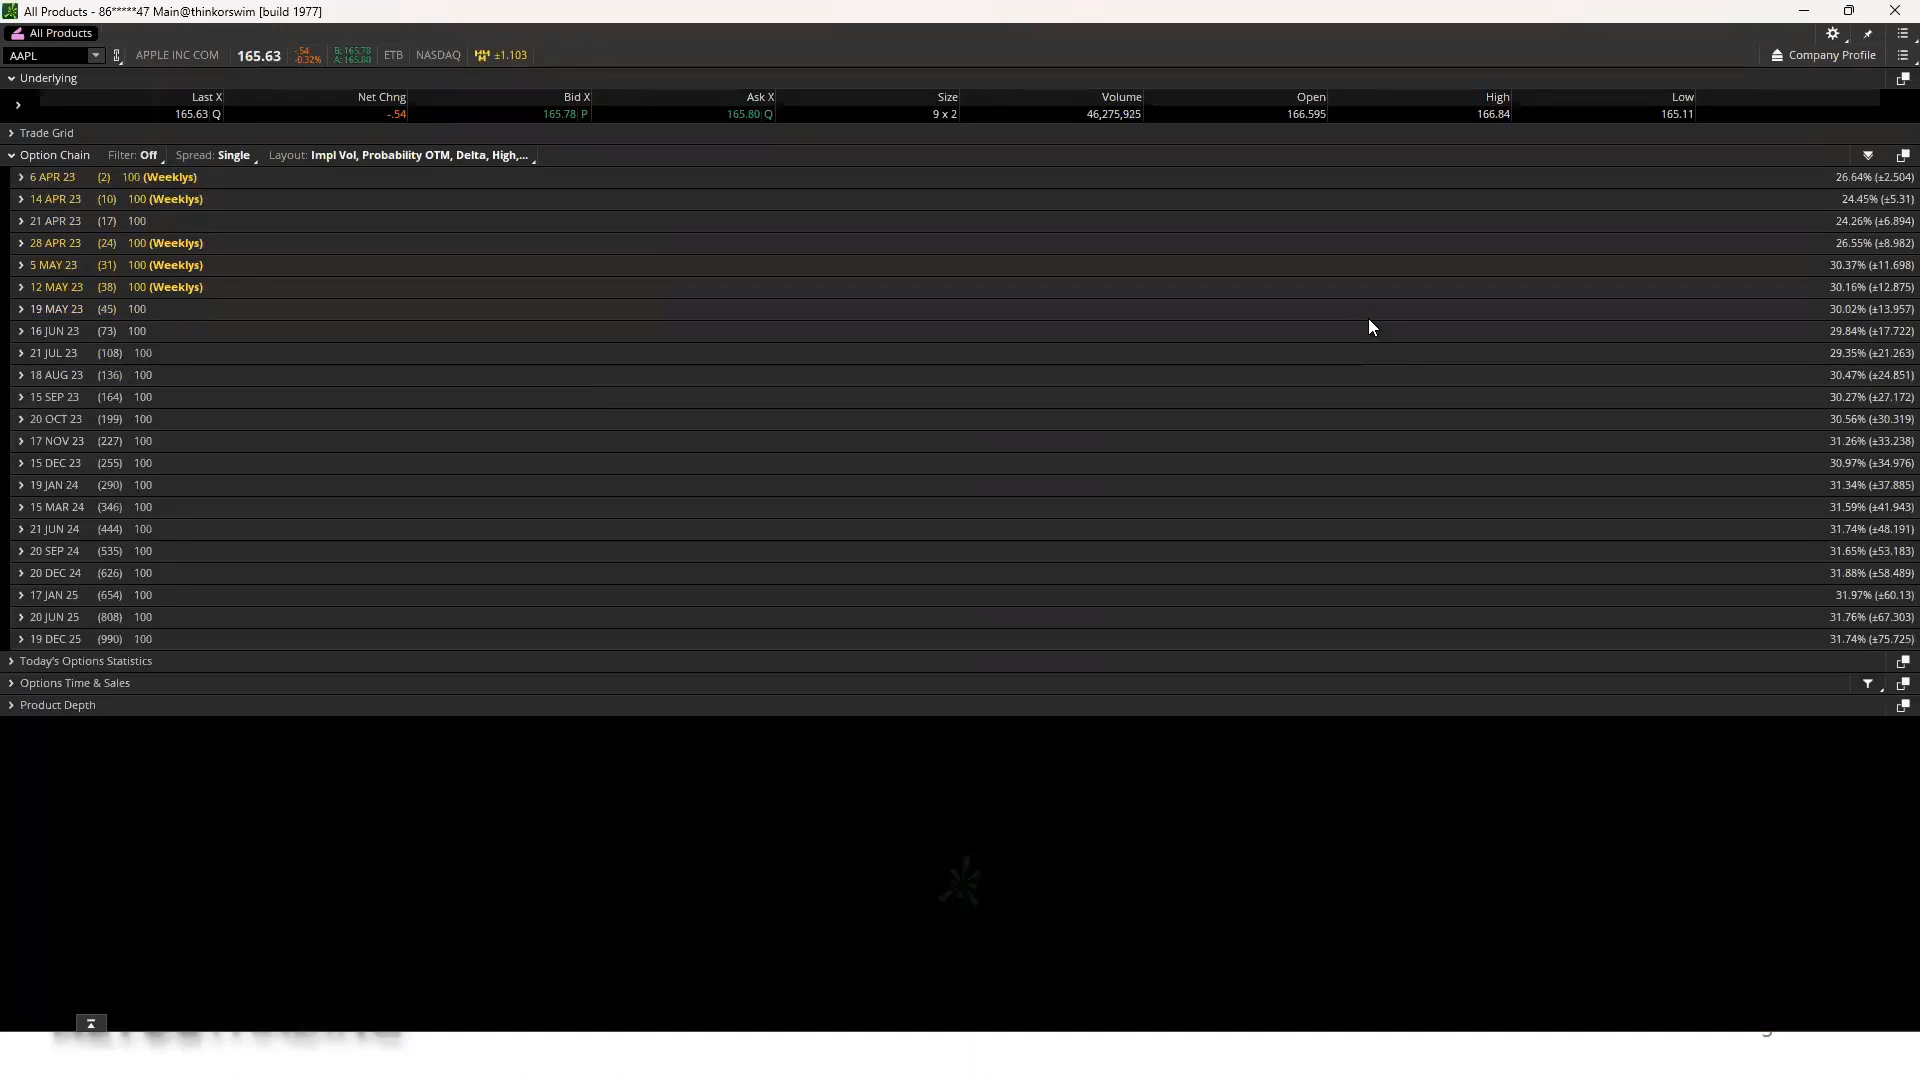 All Products - 86*****47 Main@thinkorswim [build 1977]
All Products
AAPL APPLE INC COM 165.63 -.54 -0.32% B: 165.78 A: 165.80 ETB NASDAQ ±1.103 Company Profile
Underlying
Last X Net Chng Bid X Ask X Size Volume Open High Low
165.63 Q -.54 165.78 P 165.80 Q 9 x 2 46,275,925 166.595 166.84 165.11
Trade Grid
Option Chain Filter: Off Spread: Single Layout: Impl Vol, Probability OTM, Delta, High,...
6 APR 23 (2) 100 (Weeklys) 26.64% (±2.504)
14 APR 23 (10) 100 (Weeklys) 24.45% (±5.31)
21 APR 23 (17) 100 24.26% (±6.894)
28 APR 23 (24) 100 (Weeklys) 26.55% (±8.982)
5 MAY 23 (31) 100 (Weeklys) 30.37% (±11.698)
12 MAY 23 (38) 100 (Weeklys) 30.16% (±12.875)
19 MAY 23 (45) 100 30.02% (±13.957)
16 JUN 23 (73) 100 29.84% (±17.722)
21 JUL 23 (108) 100 29.35% (±21.263)
18 AUG 23 (136) 100 30.47% (±24.851)
15 SEP 23 (164) 100 30.27% (±27.172)
20 OCT 23 (199) 100 30.56% (±30.319)
17 NOV 23 (227) 100 31.26% (±33.238)
15 DEC 23 (255) 100 30.97% (±34.976)
19 JAN 24 (290) 100 31.34% (±37.885)
15 MAR 24 (346) 100 31.59% (±41.943)
21 JUN 24 (444) 100 31.74% (±48.191)
20 SEP 24 (535) 100 31.65% (±53.183)
20 DEC 24 (626) 100 31.88% (±58.489)
17 JAN 25 (654) 100 31.97% (±60.13)
20 JUN 25 (808) 100 31.76% (±67.303)
19 DEC 25 (990) 100 31.74% (±75.725)
Today's Options Statistics
Options Time & Sales
Product Depth